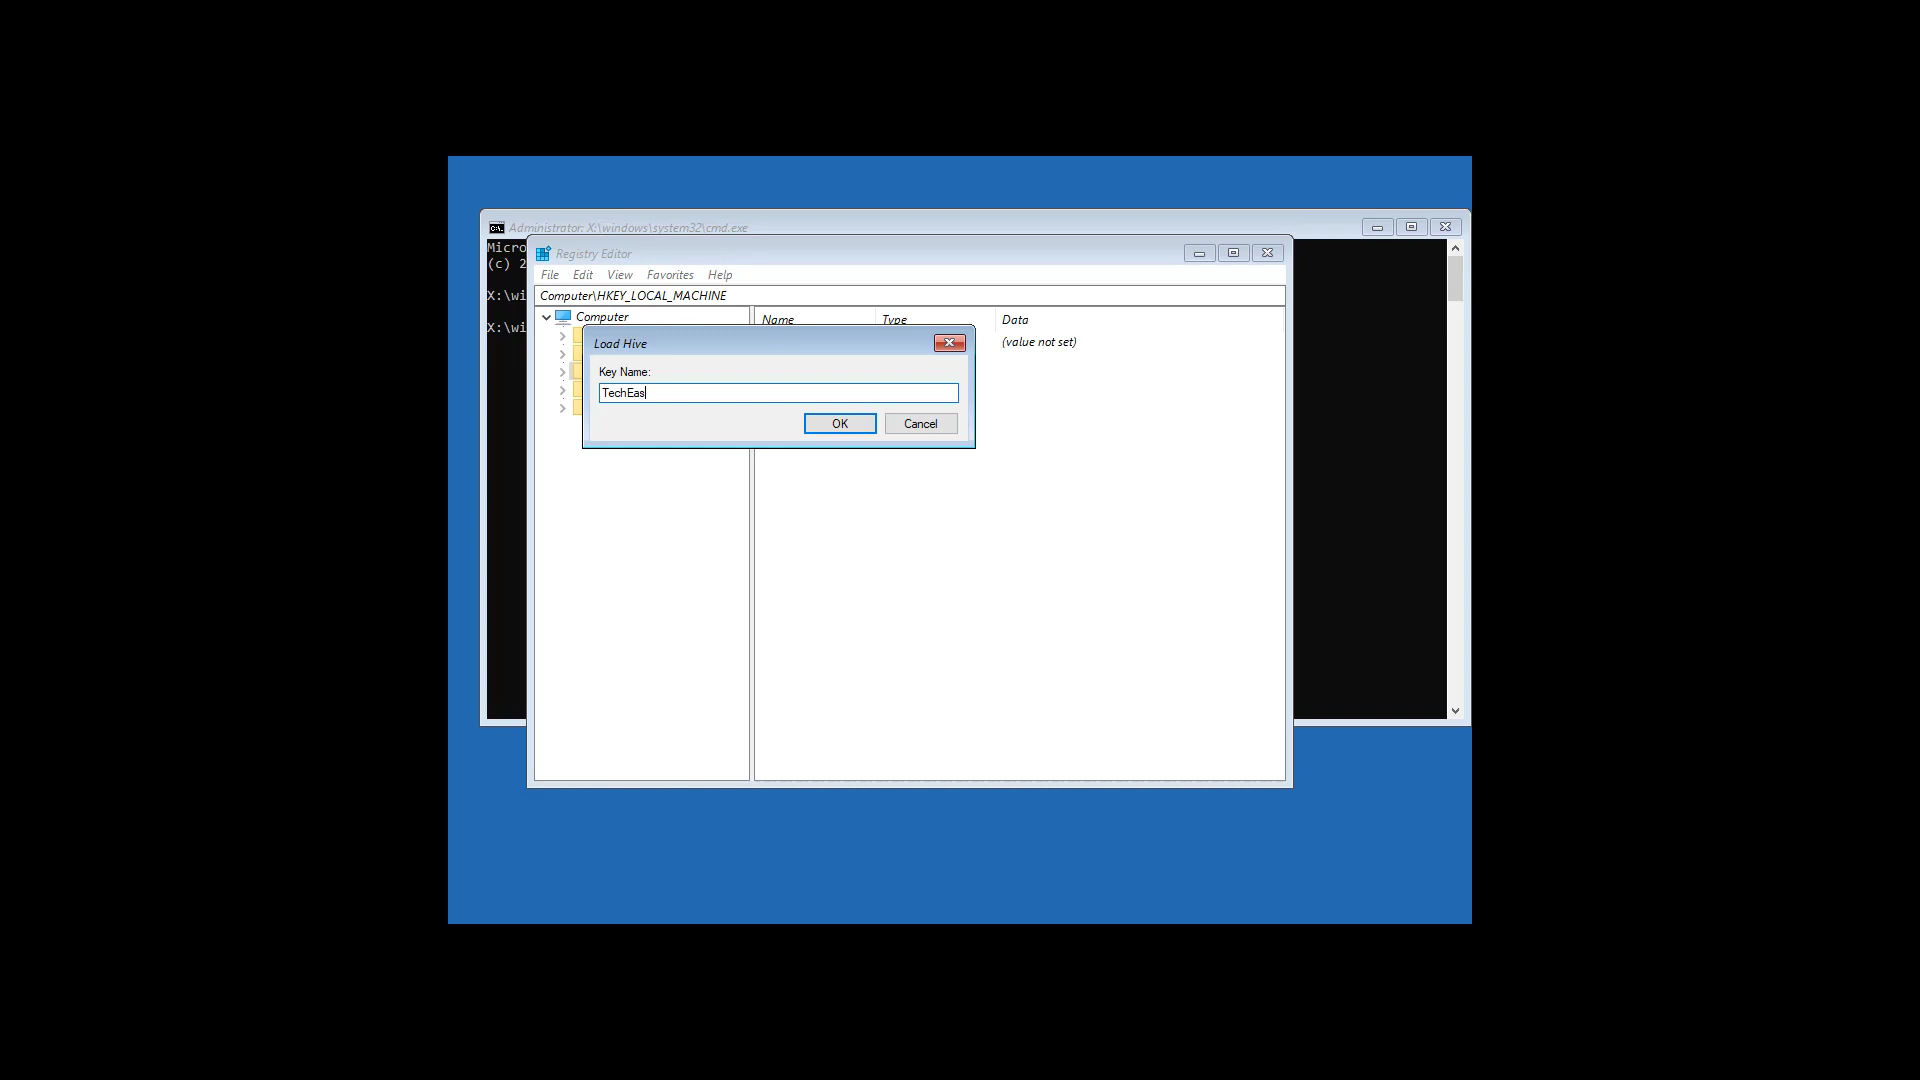 Administrator: X:\windows\system32\cmd.exe
Micro
(c) 2
X:\wi
X:\wi
Registry Editor
File Edit View Favorites Help
Computer\HKEY_LOCAL_MACHINE
Computer
Name Type Data
(value not set)
Load Hive
Key Name:
TechEas
OK Cancel